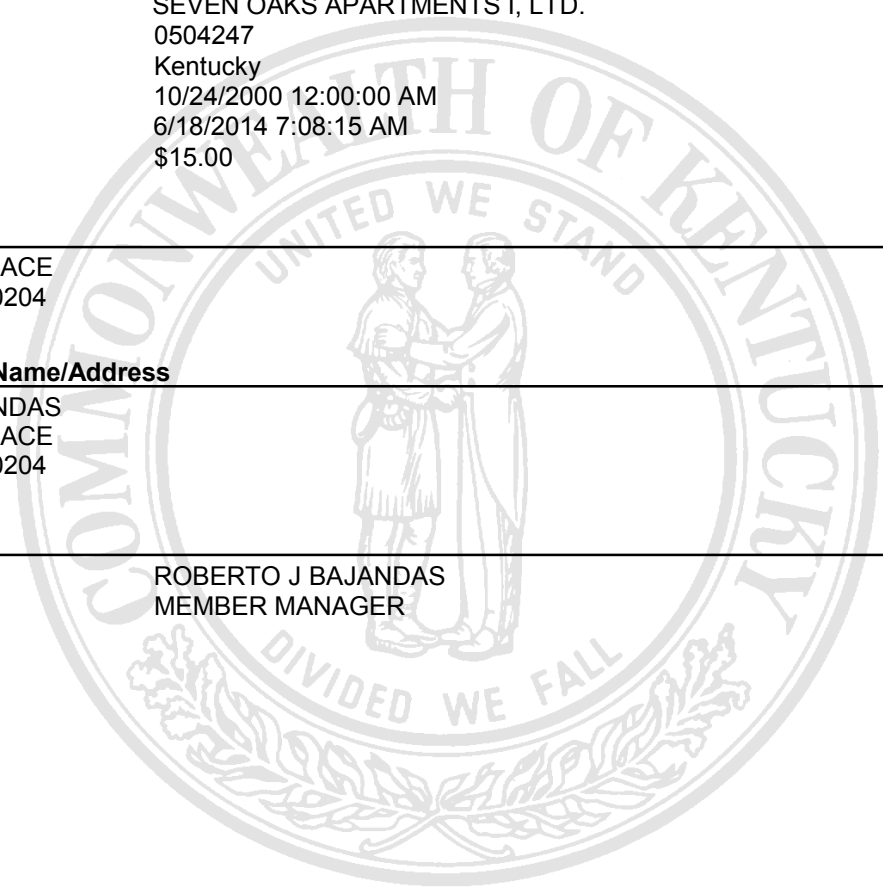 SEVEN OAKS APARTMENTS I, LTD.
0504247
Kentucky
10/24/2000 12:00:00 AM
6/18/2014 7:08:15 AM
$15.00
ACE
0204
Name/Address
NDAS
ACE
0204
ROBERTO J BAJANDAS
MEMBER MANAGER
COMMONWEALTH OF KENTUCKY
UNITED WE STAND
DIVIDED WE FALL